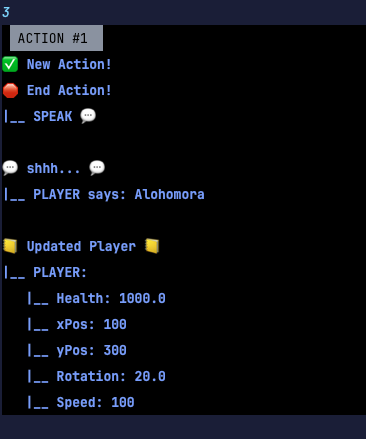 3
ACTION #1
✅ New Action!
🛑 End Action!
|__ SPEAK 💬
💬 shhh... 💬
|__ PLAYER says: Alohomora
📒 Updated Player 📒
|__ PLAYER:
|__ Health: 1000.0
|__ xPos: 100
|__ yPos: 300
|__ Rotation: 20.0
|__ Speed: 100